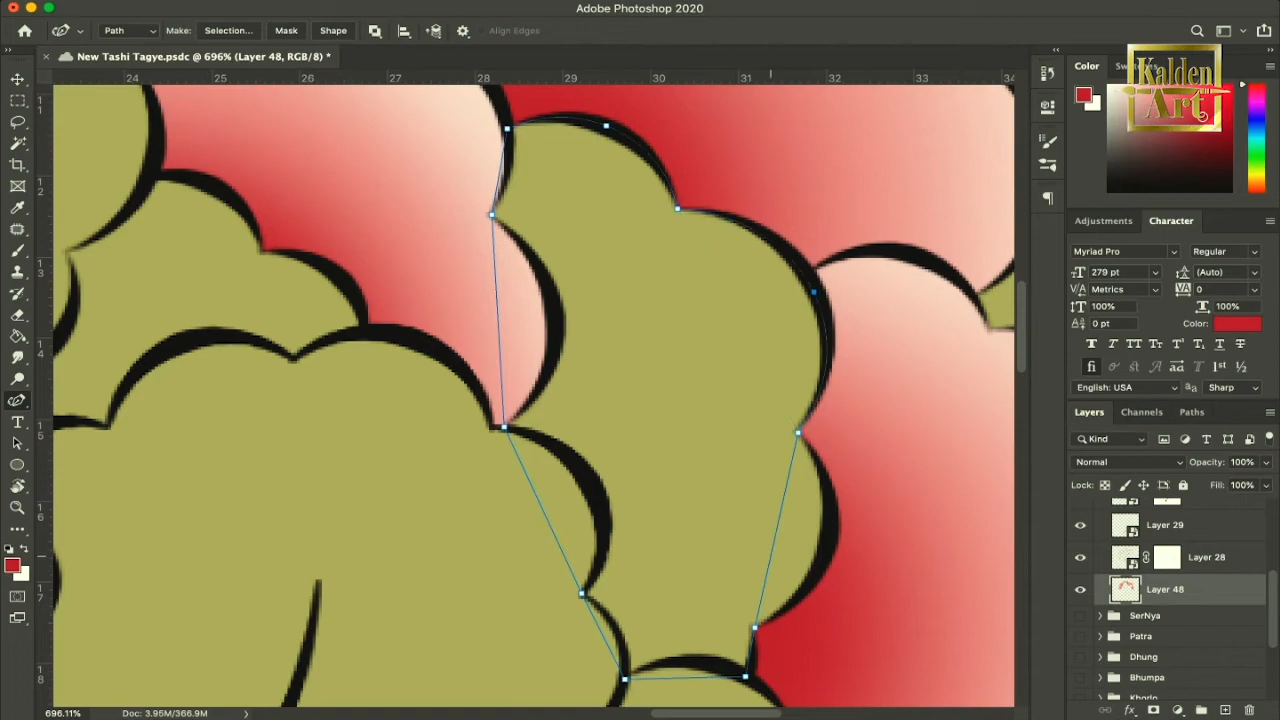 Adobe Photoshop 2020
Path
Make:
Selection...
Mask
Shape
Align Edges
New Tashi Tagye.psdc @ 696% (Layer 48, RGB/8) *
24 25 26 27 28 29 30 31 32 33 34
Color
Kalden
Art
Adjustments
Character
Myriad Pro
Regular
279 pt
(Auto)
Metrics
0
100%
100%
0 pt
Color:
English: USA
Sharp
Layers
Channels
Paths
Kind
Normal
Opacity: 100%
Lock:
Fill: 100%
Layer 29
Layer 28
Layer 48
SerNya
Patra
Dhung
Bhumpa
696.11%
Doc: 3.95M/366.9M